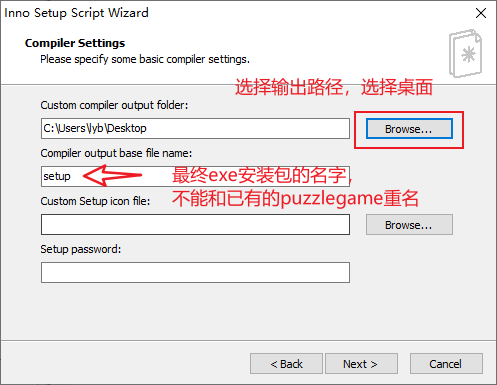 Inno Setup Script Wizard
Compiler Settings
Please specify some basic compiler settings.
选择输出路径，选择桌面
Custom compiler output folder:
C:\Users\lyb\Desktop
Browse...
Compiler output base file name:
setup
最终exe安装包的名字，
不能和已有的puzzlegame重名
Custom Setup icon file:
Browse...
Setup password:
< Back
Next >
Cancel